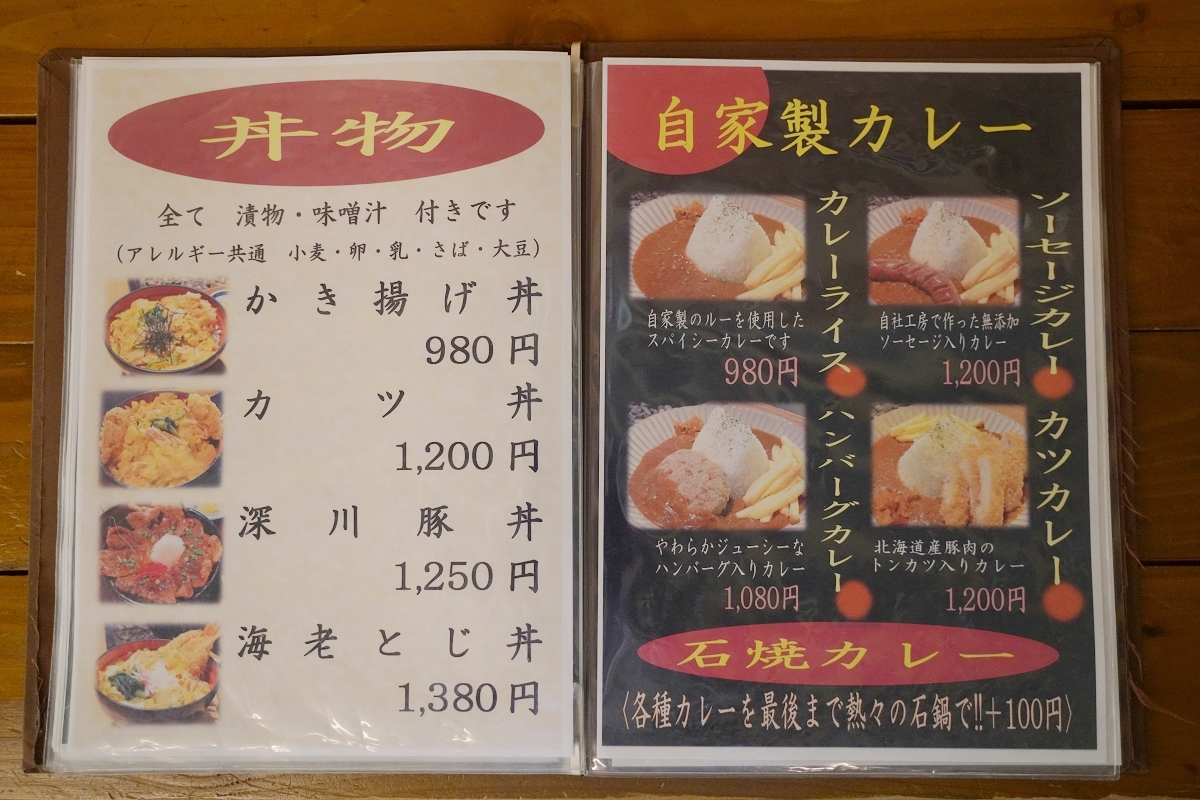 丼物
全て 漬物・味噌汁 付きです
(アレルギー共通 小麦・卵・乳・さば・大豆)
かき揚げ丼
980円
カツ丼
1,200円
深川豚丼
1,250円
海老とじ丼
1,380円
自家製カレー
カレーライス
自家製のルーを使用した
スパイシーカレーです
980円
ソーセージカレー
自社工房で作った無添加
ソーセージ入りカレー
1,200円
ハンバーグカレー
やわらかジューシーな
ハンバーグ入りカレー
1,080円
カツカレー
北海道産豚肉の
トンカツ入りカレー
1,200円
石焼カレー
〈各種カレーを最後まで熱々の石鍋で!!+100円〉